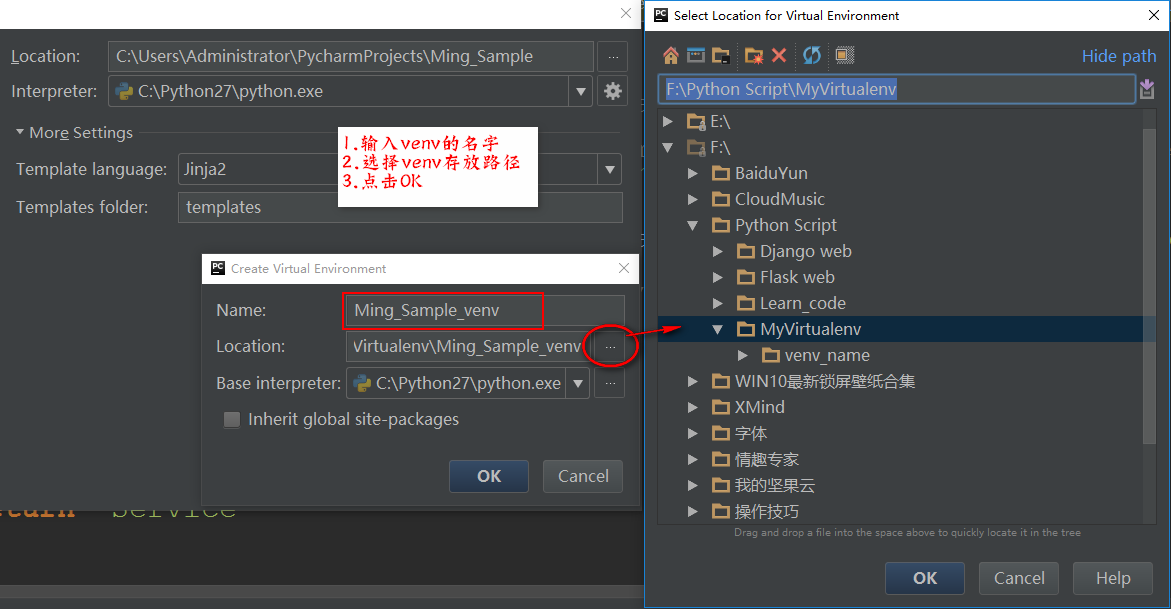 Location:
C:\Users\Administrator\PycharmProjects\Ming_Sample
...
Interpreter:
C:\Python27\python.exe
More Settings
Template language:
Jinja2
Templates folder:
templates
1.输入venv的名字
2.选择venv存放路径
3.点击OK
PC
Create Virtual Environment
Name:
Ming_Sample_venv
Location:
Virtualenv\Ming_Sample_venv
...
Base interpreter:
C:\Python27\python.exe
...
Inherit global site-packages
OK
Cancel
Service
PC
Select Location for Virtual Environment
Hide path
F:\Python Script\MyVirtualenv
E:\
F:\
BaiduYun
CloudMusic
Python Script
Django web
Flask web
Learn_code
MyVirtualenv
venv_name
WIN10最新锁屏壁纸合集
XMind
字体
情趣专家
我的坚果云
操作技巧
Drag and drop a file into the space above to quickly locate it in the tree
OK
Cancel
Help